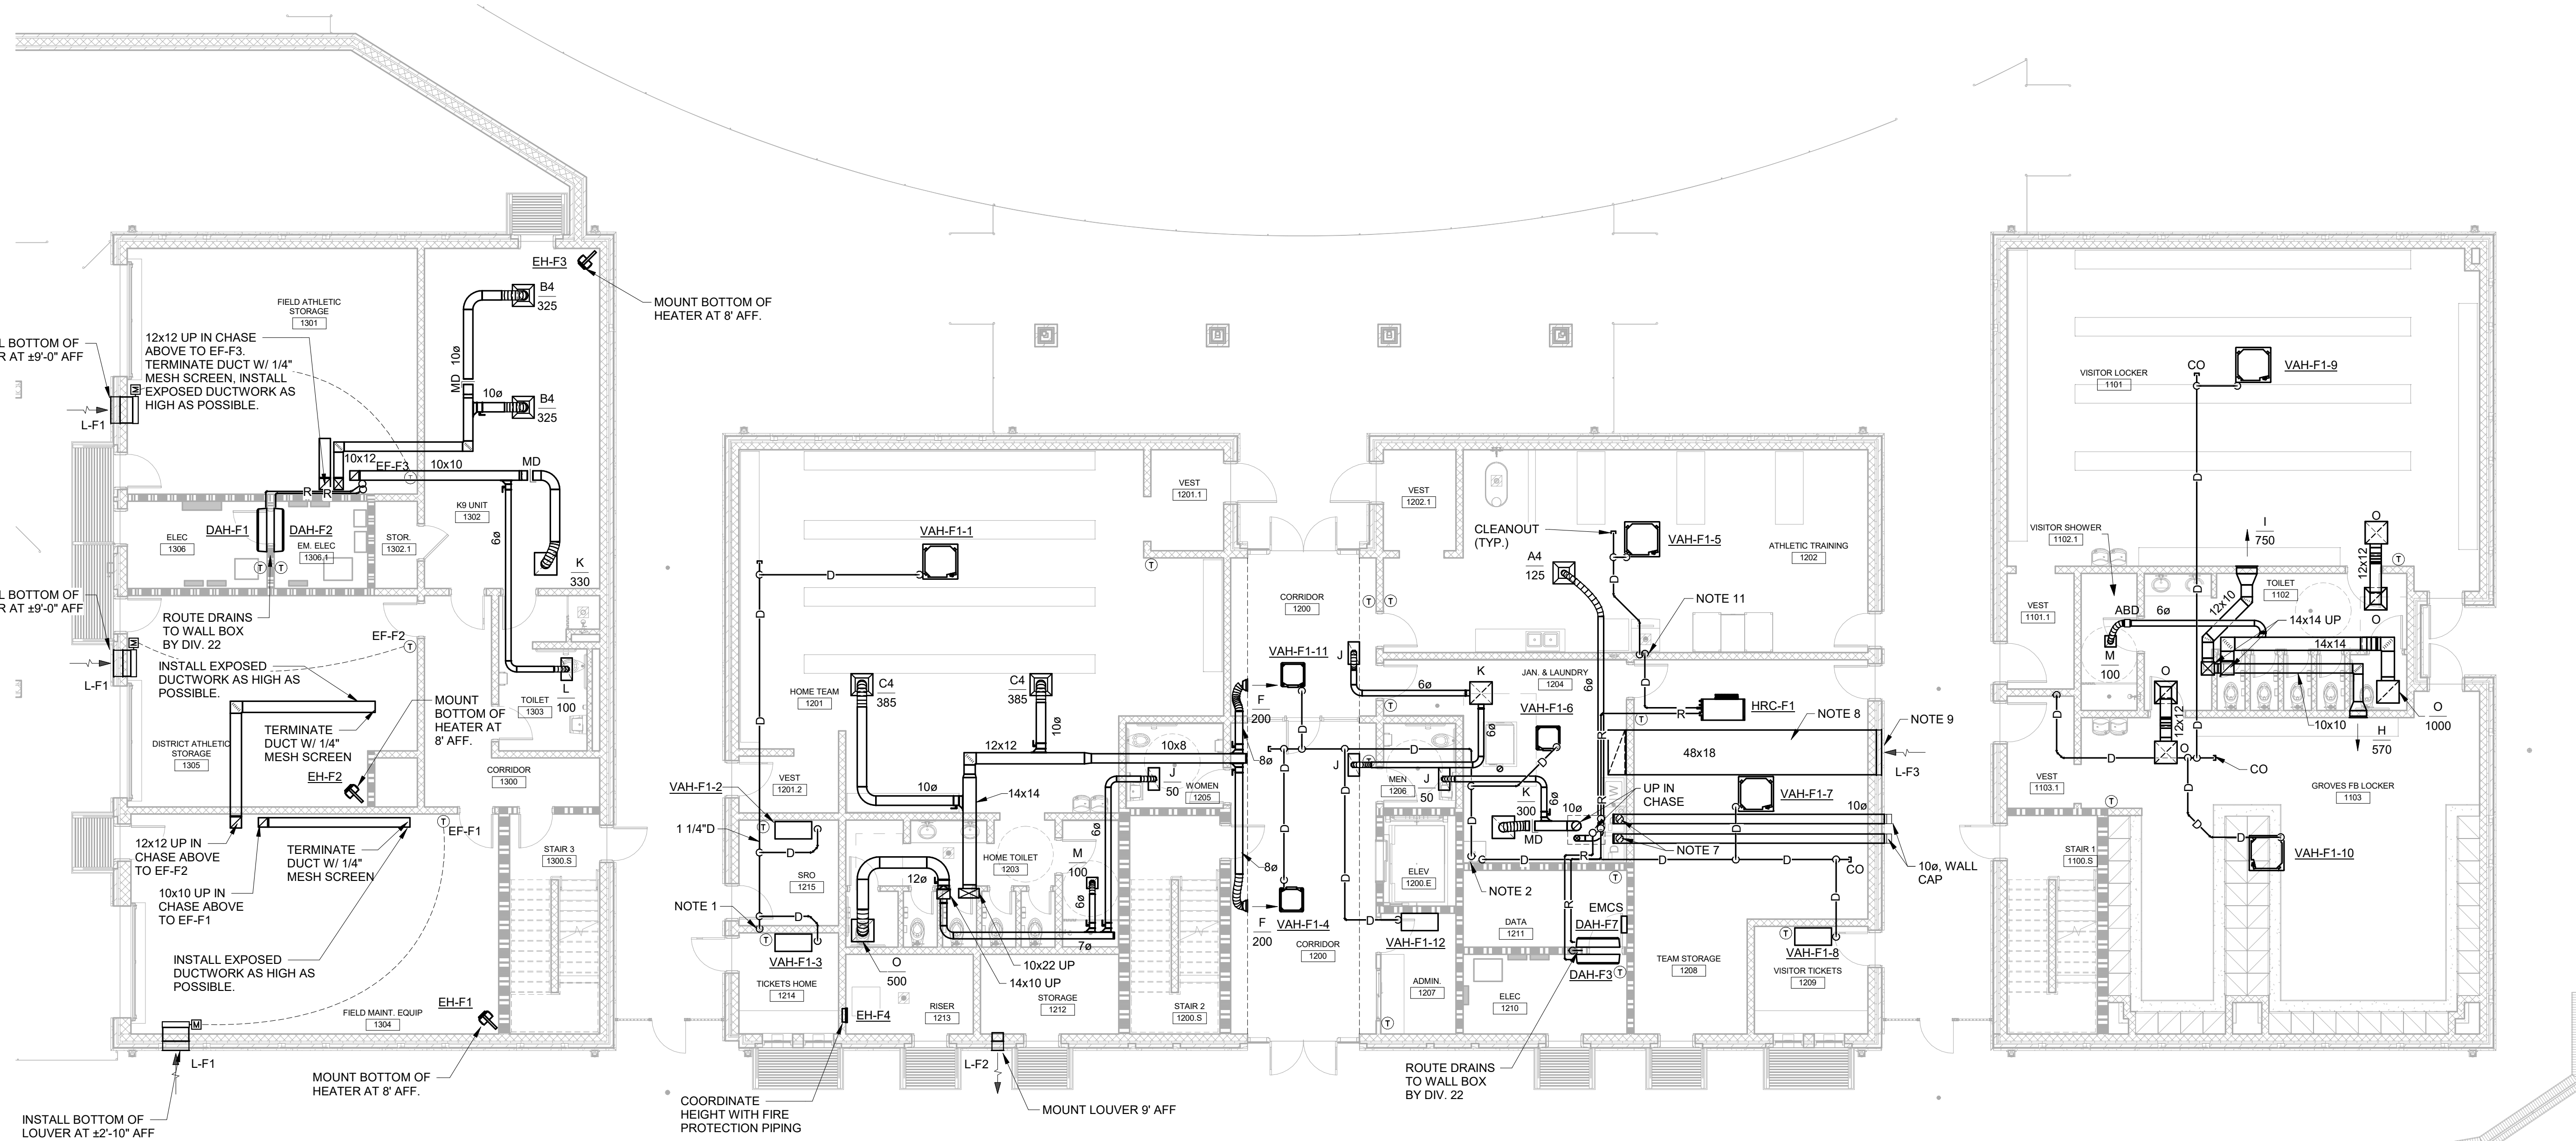 EH-F3
MOUNT BOTTOM OF
HEATER AT 8' AFF.
B4
325
FIELD ATHLETIC
STORAGE
1301
L BOTTOM OF
R AT ±9'-0" AFF
12x12 UP IN CHASE
ABOVE TO EF-F3.
TERMINATE DUCT W/ 1/4"
MESH SCREEN, INSTALL
EXPOSED DUCTWORK AS
HIGH AS POSSIBLE.
M
L-F1
MD
10ø
10ø
B4
325
10x12
EF-F3
T
10x10
MD
R
R
K9 UNIT
1302
6ø
DAH-F1
DAH-F2
ELEC
1306
EM. ELEC
1306.1
STOR.
1302.1
T
T
K
330
L BOTTOM OF
R AT ±9'-0" AFF
ROUTE DRAINS
TO WALL BOX
BY DIV. 22
M
L-F1
EF-F2
T
INSTALL EXPOSED
DUCTWORK AS HIGH AS
POSSIBLE.
MOUNT
BOTTOM OF
HEATER AT
8' AFF.
TOILET
1303
L
100
TERMINATE
DUCT W/ 1/4"
MESH SCREEN
DISTRICT ATHLETIC
STORAGE
1305
EH-F2
CORRIDOR
1300
12x12 UP IN
CHASE ABOVE
TO EF-F2
10x10 UP IN
CHASE ABOVE
TO EF-F1
TERMINATE
DUCT W/ 1/4"
MESH SCREEN
T
EF-F1
STAIR 3
1300.S
INSTALL EXPOSED
DUCTWORK AS HIGH AS
POSSIBLE.
FIELD MAINT. EQUIP
1304
EH-F1
M
L-F1
MOUNT BOTTOM OF
HEATER AT 8' AFF.
INSTALL BOTTOM OF
LOUVER AT ±2'-10" AFF
VEST
1201.1
T
VAH-F1-1
D
D
D
HOME TEAM
1201
C4
385
C4
385
10ø
12x12
10x8
10ø
14x14
VEST
1201.2
VAH-F1-2
1 1/4"D
T
D
SRO
1215
NOTE 1
D
T
VAH-F1-3
TICKETS HOME
1214
HOME TOILET
1203
12ø
M
100
6ø
6ø
7ø
O
500
10x22 UP
14x10 UP
STORAGE
1212
RISER
1213
EH-F4
COORDINATE
HEIGHT WITH FIRE
PROTECTION PIPING
L-F2
MOUNT LOUVER 9' AFF
J
50
WOMEN
1205
STAIR 2
1200.S
8ø
8ø
F
200
F
200
VAH-F1-11
VAH-F1-4
D
D
D
D
CORRIDOR
1200
CORRIDOR
1200
T
T
VEST
1202.1
J
6ø
T
K
6ø
J
T
MEN
1206
J
50
ELEV
1200.E
VAH-F1-12
D
ADMIN.
1207
T
CLEANOUT
(TYP.)
A4
125
VAH-F1-5
D
ATHLETIC TRAINING
1202
NOTE 11
6ø
JAN. & LAUNDRY
1204
VAH-F1-6
D
D
ø
K
300
6ø
MD
10ø
UP IN
CHASE
HRC-F1
R
T
R
R
NOTE 8
NOTE 9
48x18
L-F3
W
VAH-F1-7
D
10ø
NOTE 7
10ø, WALL
CAP
D
D
D
CO
NOTE 2
R
R
T
EMCS
DAH-F7
DATA
1211
DAH-F3
T
ELEC
1210
ROUTE DRAINS
TO WALL BOX
BY DIV. 22
TEAM STORAGE
1208
T
D
VAH-F1-8
VISITOR TICKETS
1209
VISITOR LOCKER
1101
CO
VAH-F1-9
D
D
D
VISITOR SHOWER
1102.1
I
750
O
12x12
T
TOILET
1102
O
VEST
1101.1
ABD
6ø
12x10
14x14 UP
14x14
M
100
O
12x12
O
10x10
H
570
O
1000
D
D
D
CO
VEST
1103.1
T
GROVES FB LOCKER
1103
STAIR 1
1100.S
VAH-F1-10